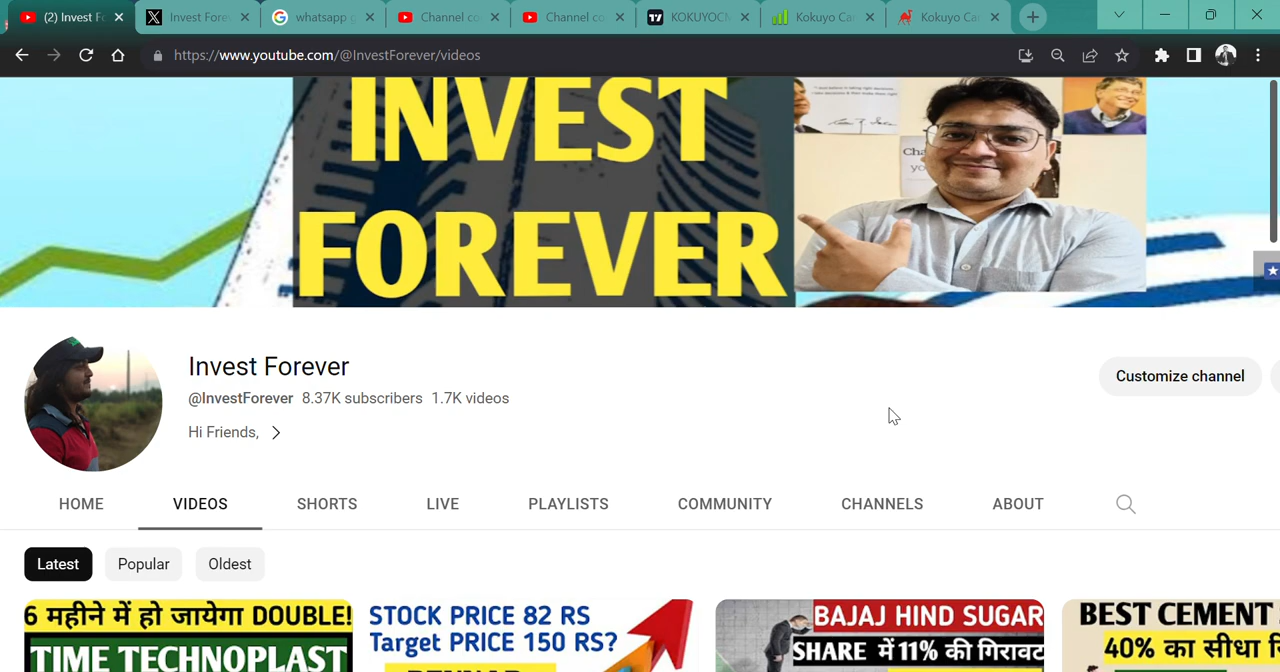 (2) Invest F
Invest Forev
whatsapp g
Channel co
Channel co
KOKUYOCM
Kokuyo Ca
Kokuyo Ca
https://www.youtube.com/@InvestForever/videos
INVEST
FOREVER
Invest Forever
@InvestForever 8.37K subscribers 1.7K videos
Hi Friends,
Customize channel
HOME
VIDEOS
SHORTS
LIVE
PLAYLISTS
COMMUNITY
CHANNELS
ABOUT
Latest
Popular
Oldest
6 महीने में हो जायेगा DOUBLE!
TIME TECHNOPLAST
STOCK PRICE 82 RS
Target PRICE 150 RS?
BAJAJ HIND SUGAR
SHARE में 11% की गिरावट
BEST CEMENT
40% का सीधा